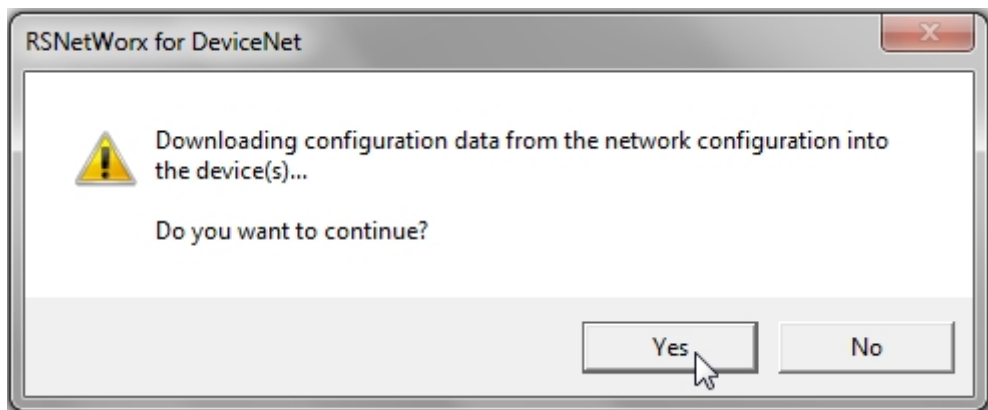 RSNetWorx for DeviceNet
Downloading configuration data from the network configuration into
the device(s)...
Do you want to continue?
Yes
No